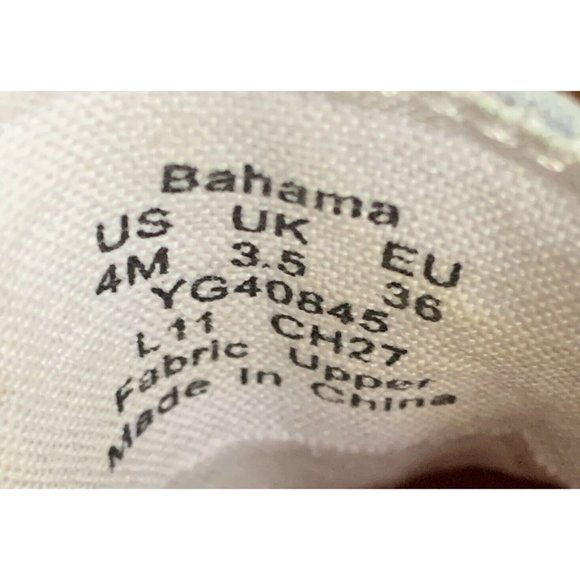 Bahama
US UK EU
4M 3.5 36
YG40845
L11 CH27
Fabric Upper
Made In China